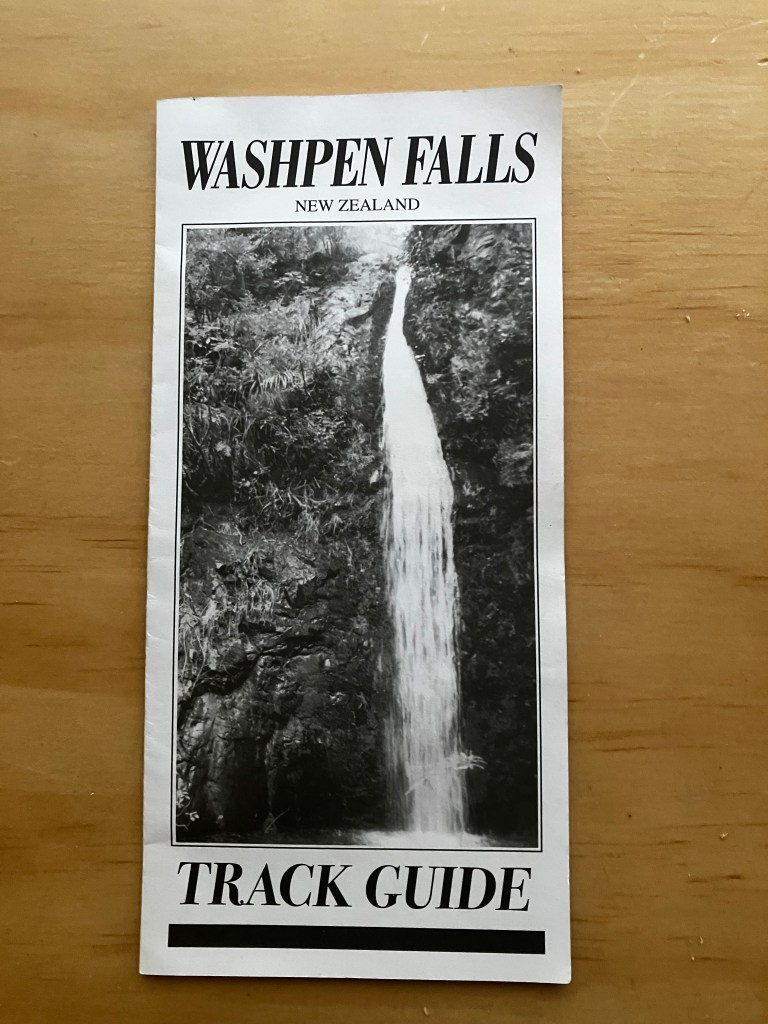 WASHPEN FALLS
NEW ZEALAND
TRACK GUIDE